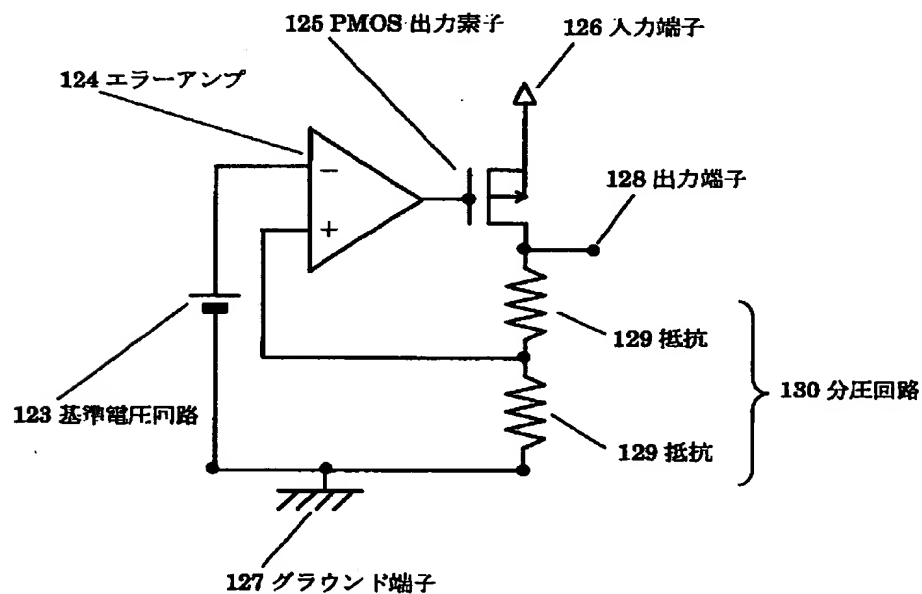 125 PMOS 出力素子
126 入力端子
124 エラーアンプ
128 出力端子
−
+
129 抵抗
130 分圧回路
123 基準電圧回路
129 抵抗
127 グラウンド端子